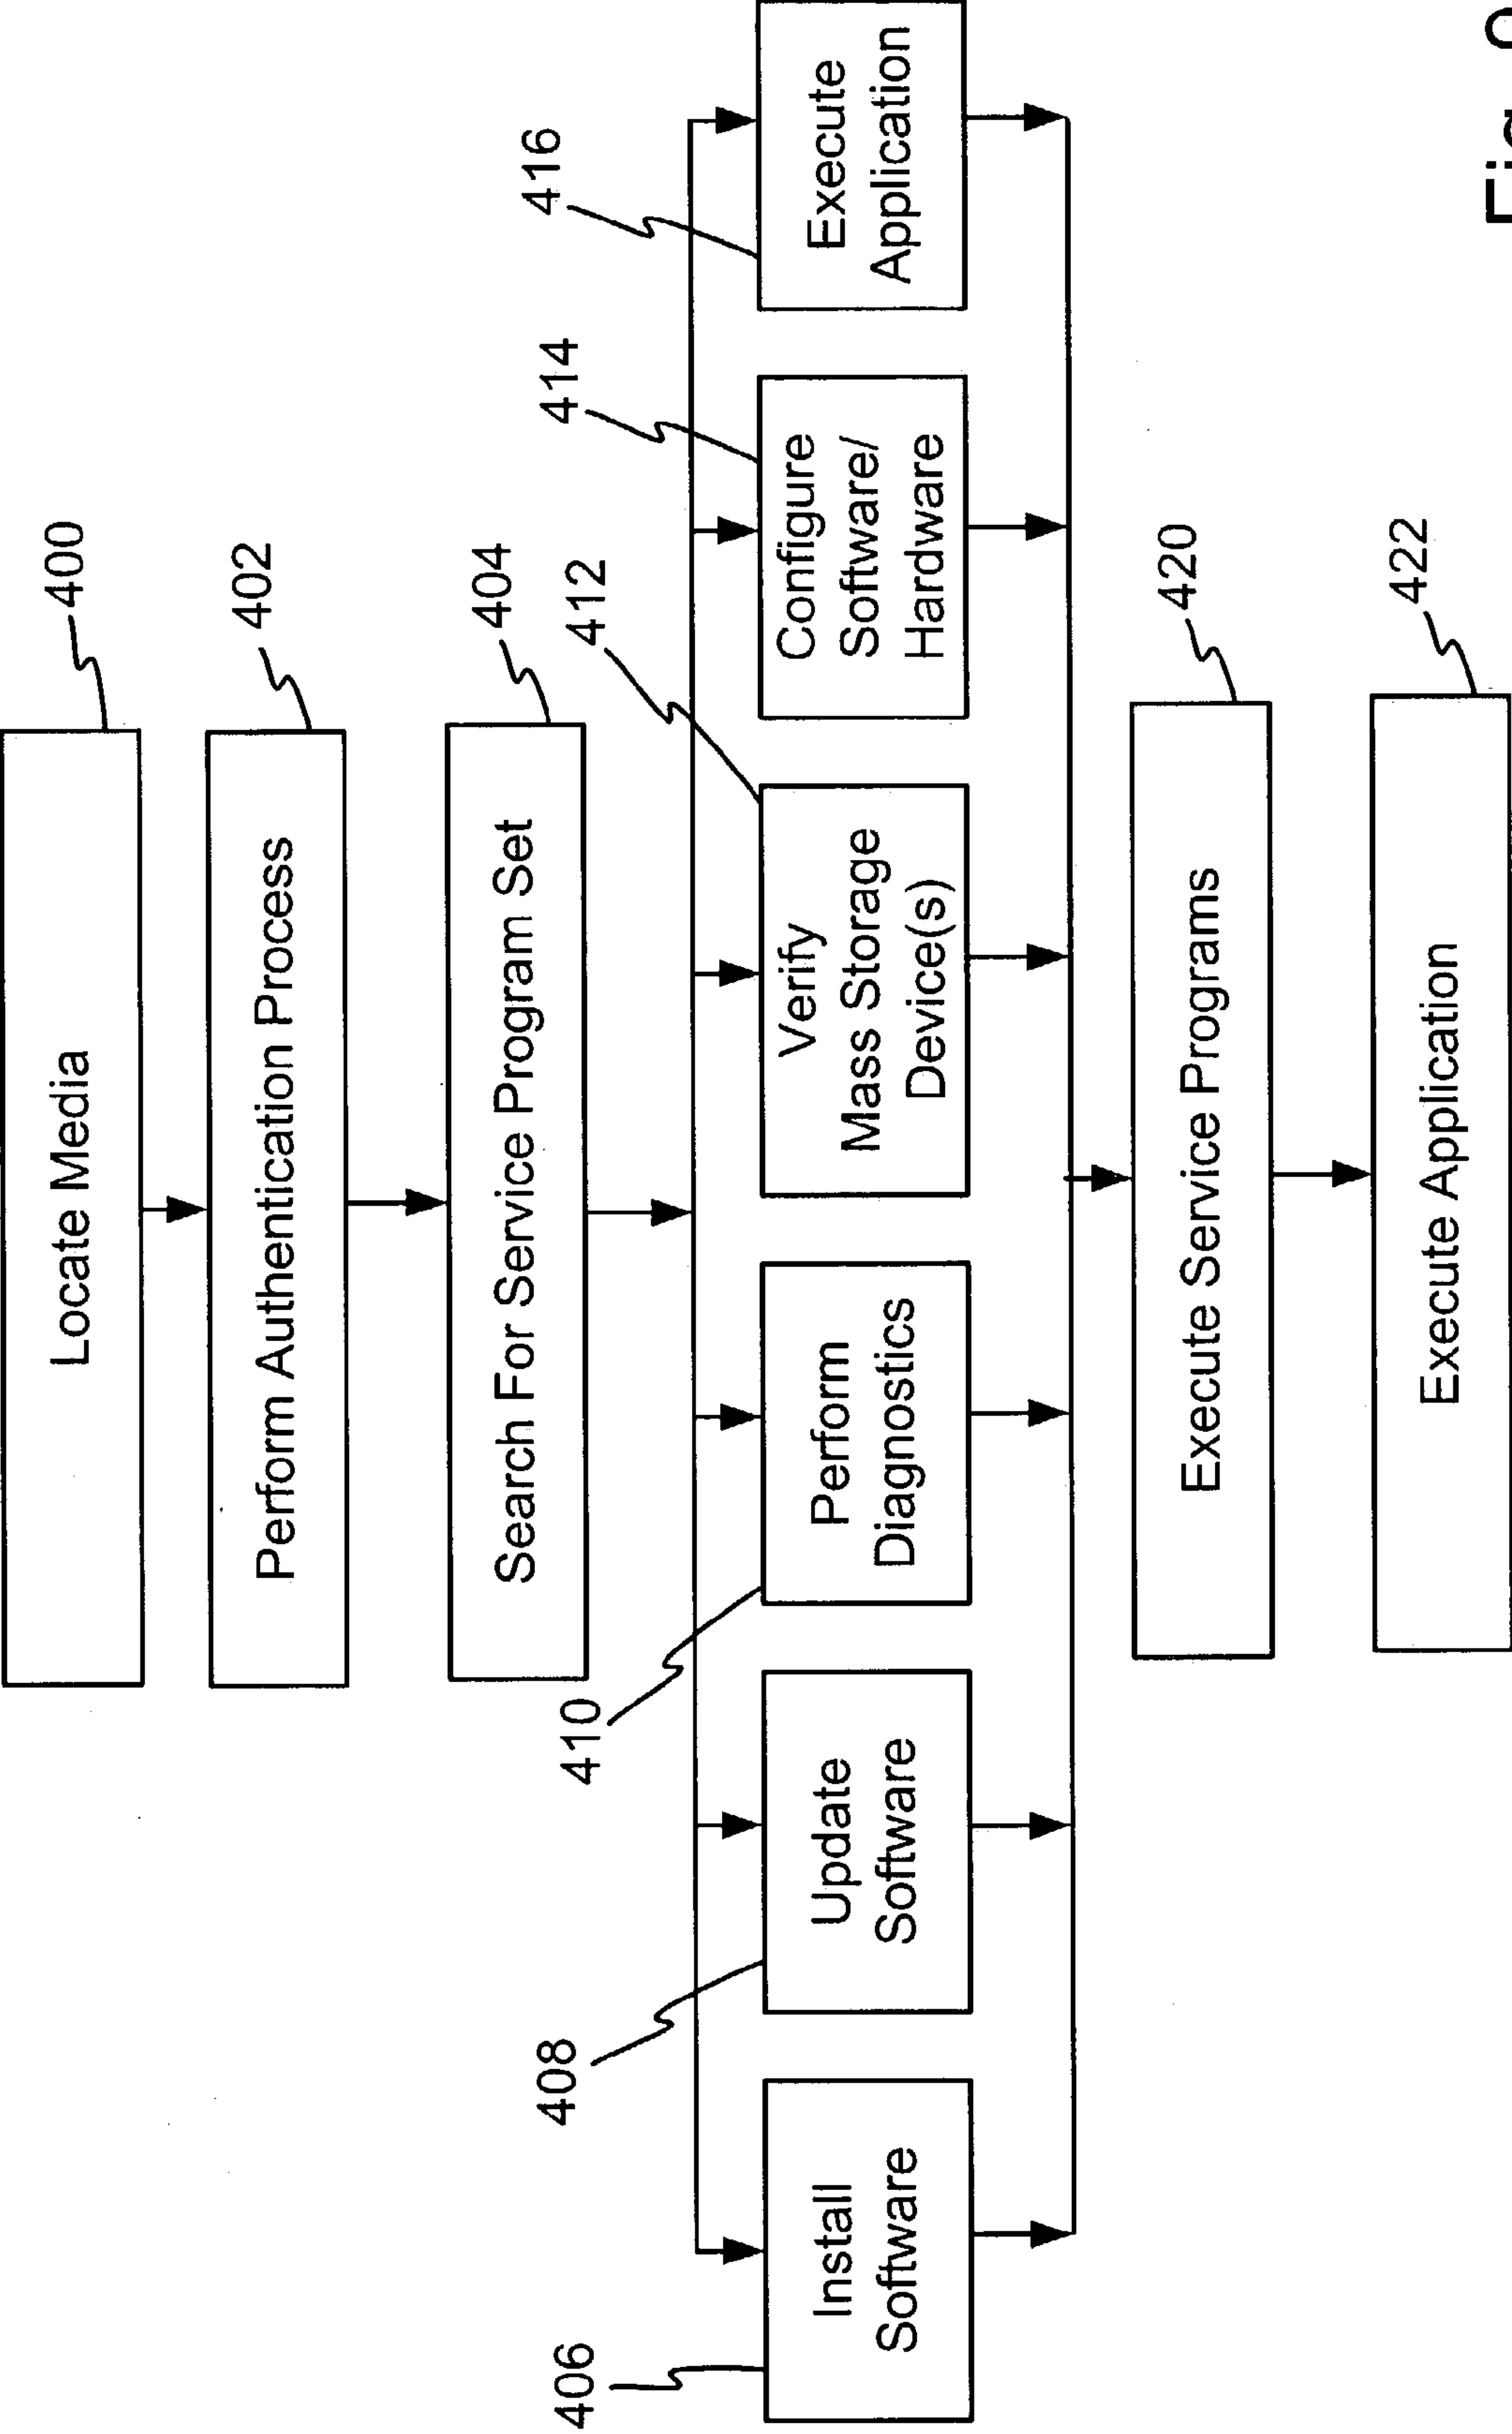 Locate Media
400
Perform Authentication Process
402
Search For Service Program Set
404
406
408
410
412
414
416
Install
Software
Update
Software
Perform
Diagnostics
Verify
Mass Storage
Device(s)
Configure
Software/
Hardware
Execute
Application
Execute Service Programs
420
Execute Application
422
Fig.